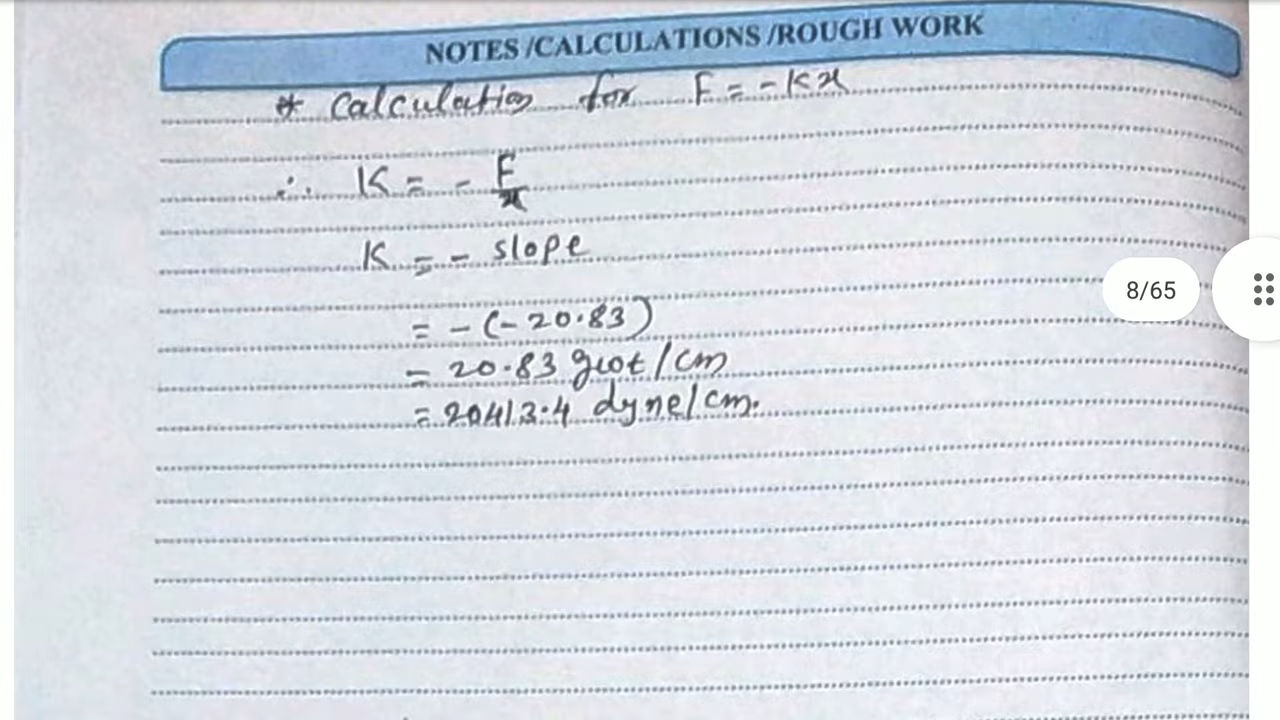 NOTES /CALCULATIONS /ROUGH WORK
* Calculation for F = -Kx
∴ K = - F/x
K = - slope
= - (-20.83)
8/65
= 20.83 gwt/cm
= 20413.4 dyne/cm.